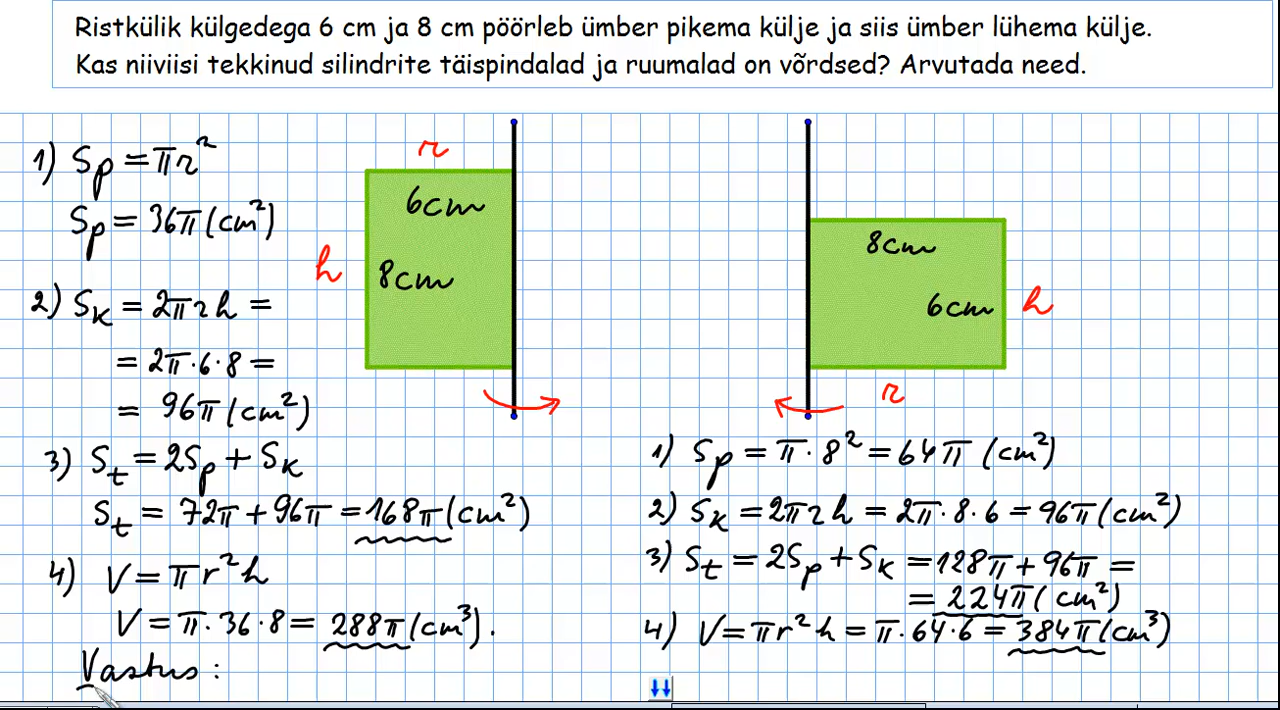 Ristkülik külgedega 6 cm ja 8 cm pöörleb ümber pikema külje ja siis ümber lühema külje.
Kas niiviisi tekkinud silindrite täispindalad ja ruumalad on võrdsed? Arvutada need.
1) Sp = πr²
Sp = 36π (cm²)
2) Sk = 2πrh =
= 2π·6·8 =
= 96π (cm²)
3) St = 2Sp + Sk
St = 72π + 96π = 168π (cm²)
4) V = πr²h
V = π·36·8 = 288π (cm³).
Vastus:
r
6cm
h
8cm
8cm
6cm
h
r
1) Sp = π·8² = 64π (cm²)
2) Sk = 2πrh = 2π·8·6 = 96π (cm²)
3) St = 2Sp + Sk = 128π + 96π =
= 224π (cm²)
4) V = πr²h = π·64·6 = 384π (cm³)